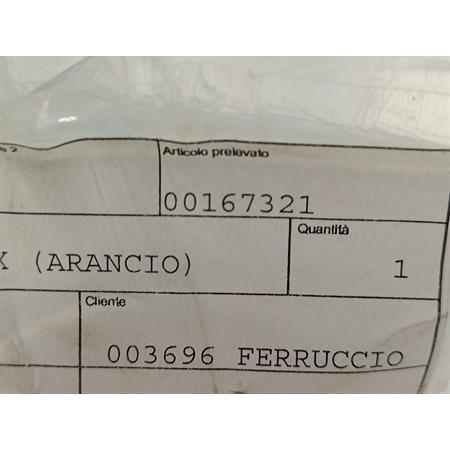 Articolo prelevato
00167321
Quantità
(ARANCIO)
1
Cliente
003696 FERRUCCIO